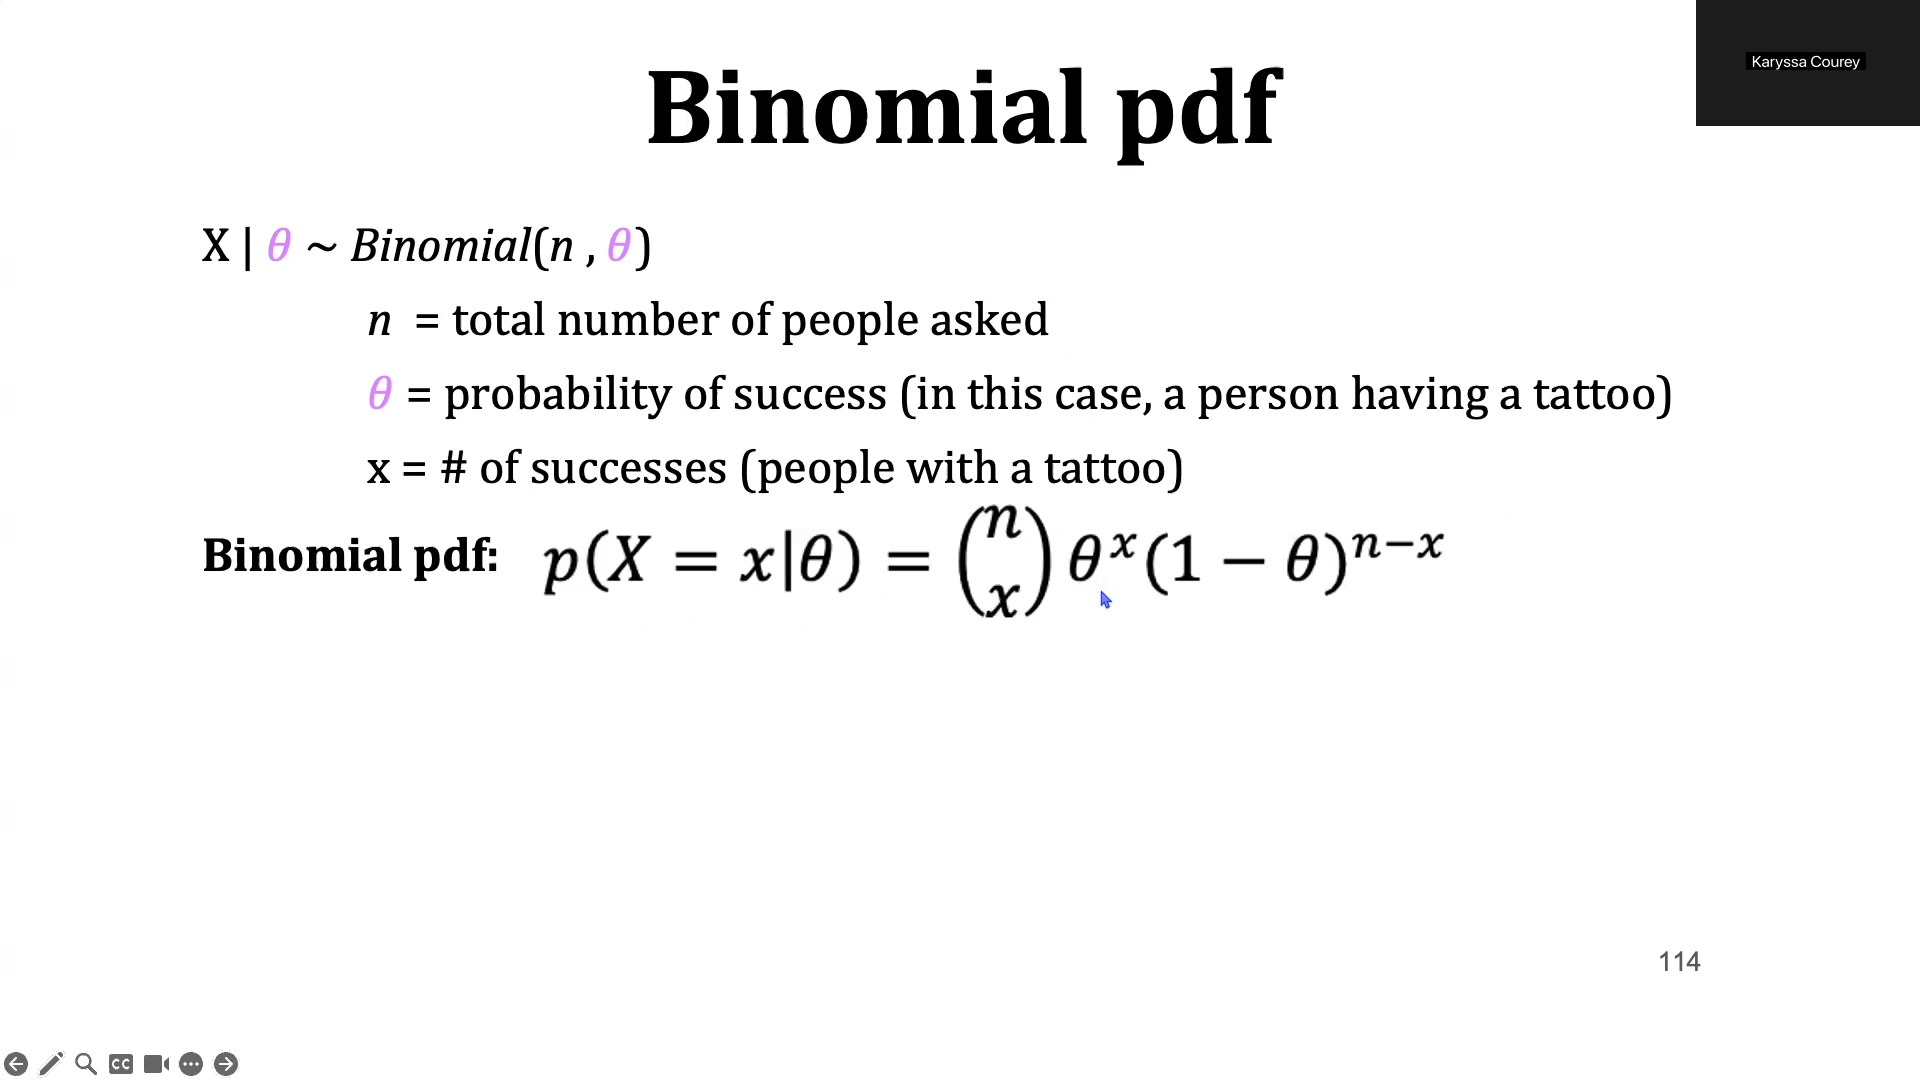 Karyssa Courey
Binomial pdf
X | θ ~ Binomial(n , θ)
n = total number of people asked
θ = probability of success (in this case, a person having a tattoo)
x = # of successes (people with a tattoo)
Binomial pdf: p(X = x|θ) = (n x) θ^x (1 − θ)^{n−x}
114
CC